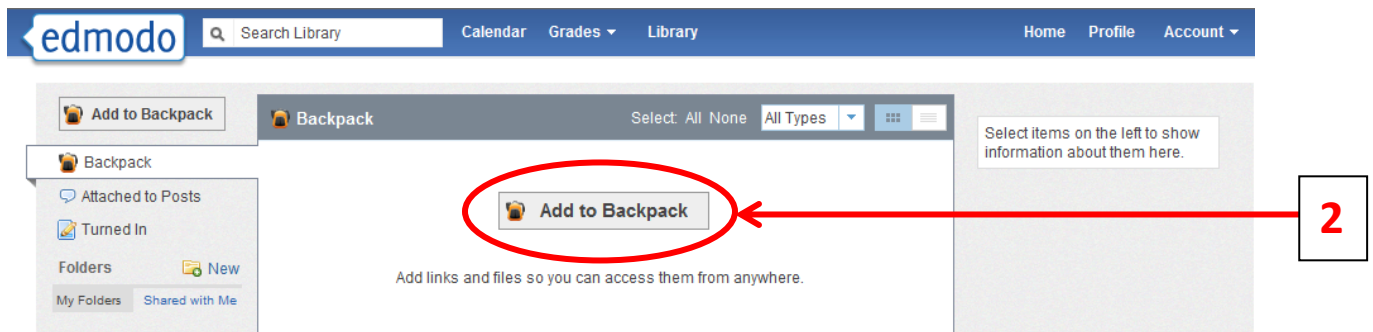 edmodo Search Library Calendar Grades Library Home Profile Account
Add to Backpack
Backpack Select: All None All Types
Select items on the left to show
information about them here.
Backpack
Attached to Posts
Turned In
Folders New
My Folders Shared with Me
Add to Backpack
Add links and files so you can access them from anywhere.
2